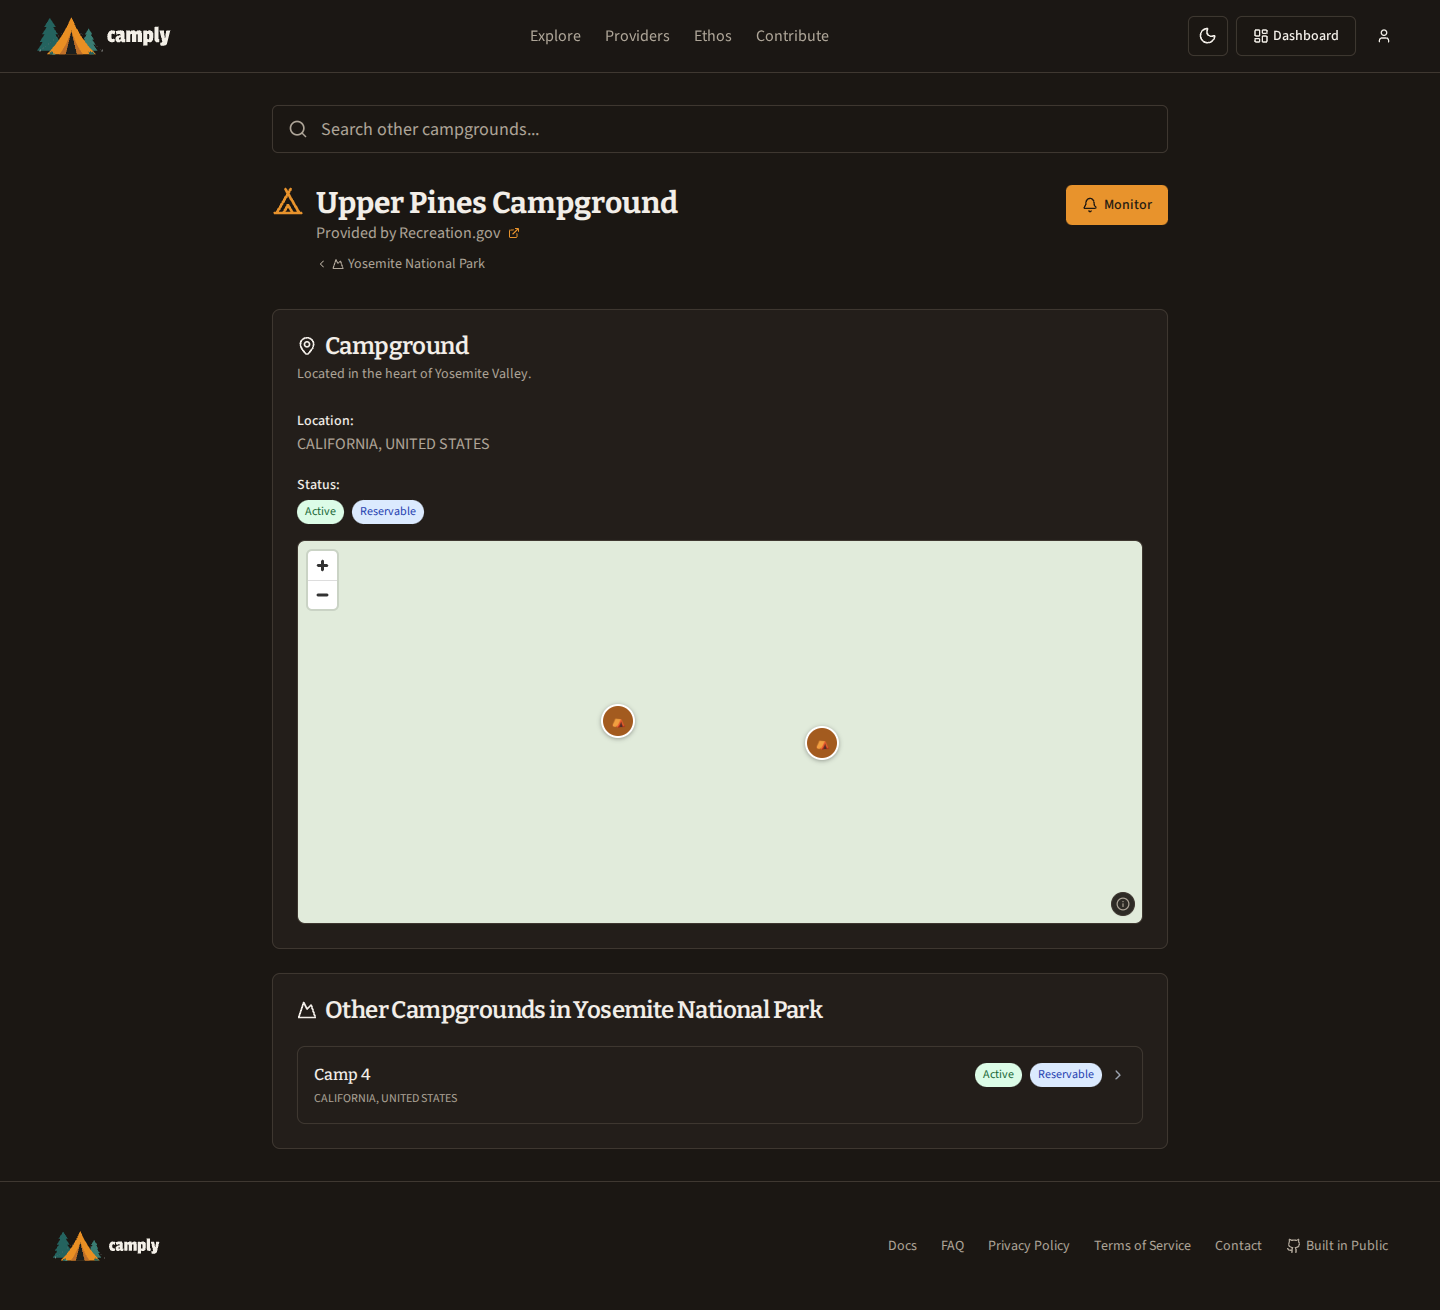 camply
Explore
Providers
Ethos
Contribute
Dashboard
Search other campgrounds...
Upper Pines Campground
Monitor
Provided by Recreation.gov
Yosemite National Park
Campground
Located in the heart of Yosemite Valley.
Location:
CALIFORNIA, UNITED STATES
Status:
Active
Reservable
+
−
Other Campgrounds in Yosemite National Park
Camp 4
Active
Reservable
CALIFORNIA, UNITED STATES
camply
Docs
FAQ
Privacy Policy
Terms of Service
Contact
Built in Public